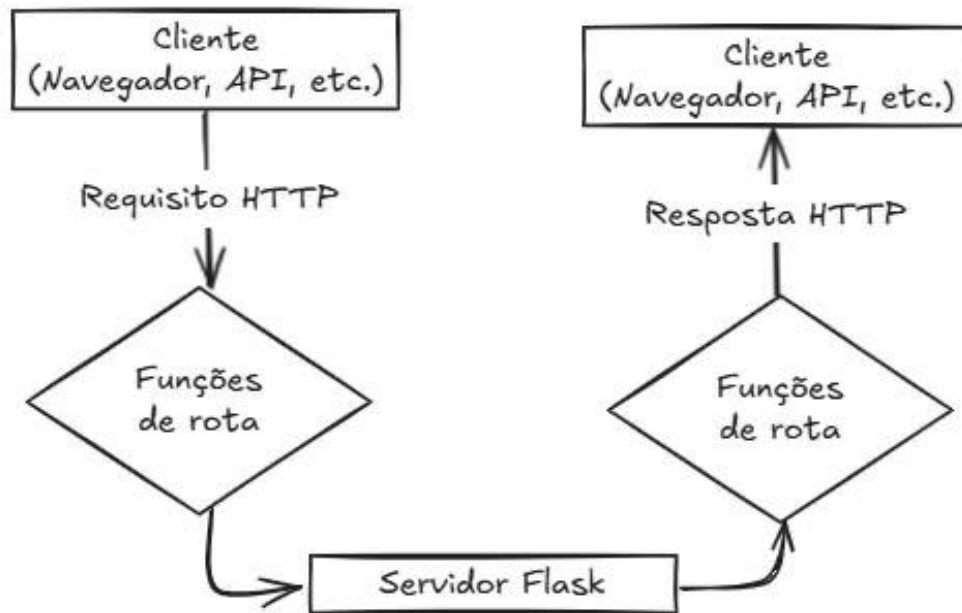 Cliente
(Navegador, API, etc.)
Requisito HTTP
Funções
de rota
Servidor Flask
Cliente
(Navegador, API, etc.)
Resposta HTTP
Funções
de rota